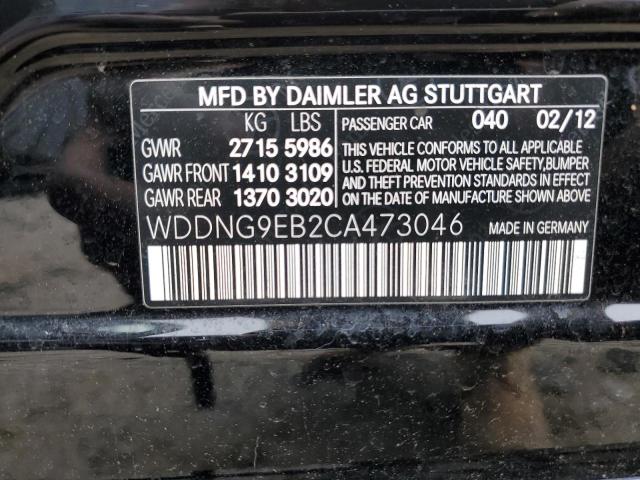 MFD BY DAIMLER AG STUTTGART
KG LBS
GVWR 2715 5986
GAWR FRONT 1410 3109
GAWR REAR 1370 3020
PASSENGER CAR 040 02/12
THIS VEHICLE CONFORMS TO ALL APPLICABLE
U.S. FEDERAL MOTOR VEHICLE SAFETY,BUMPER
AND THEFT PREVENTION STANDARDS IN EFFECT
ON DATE OF MANUFACTURE SHOWN ABOVE.
WDDNG9EB2CA473046 MADE IN GERMANY